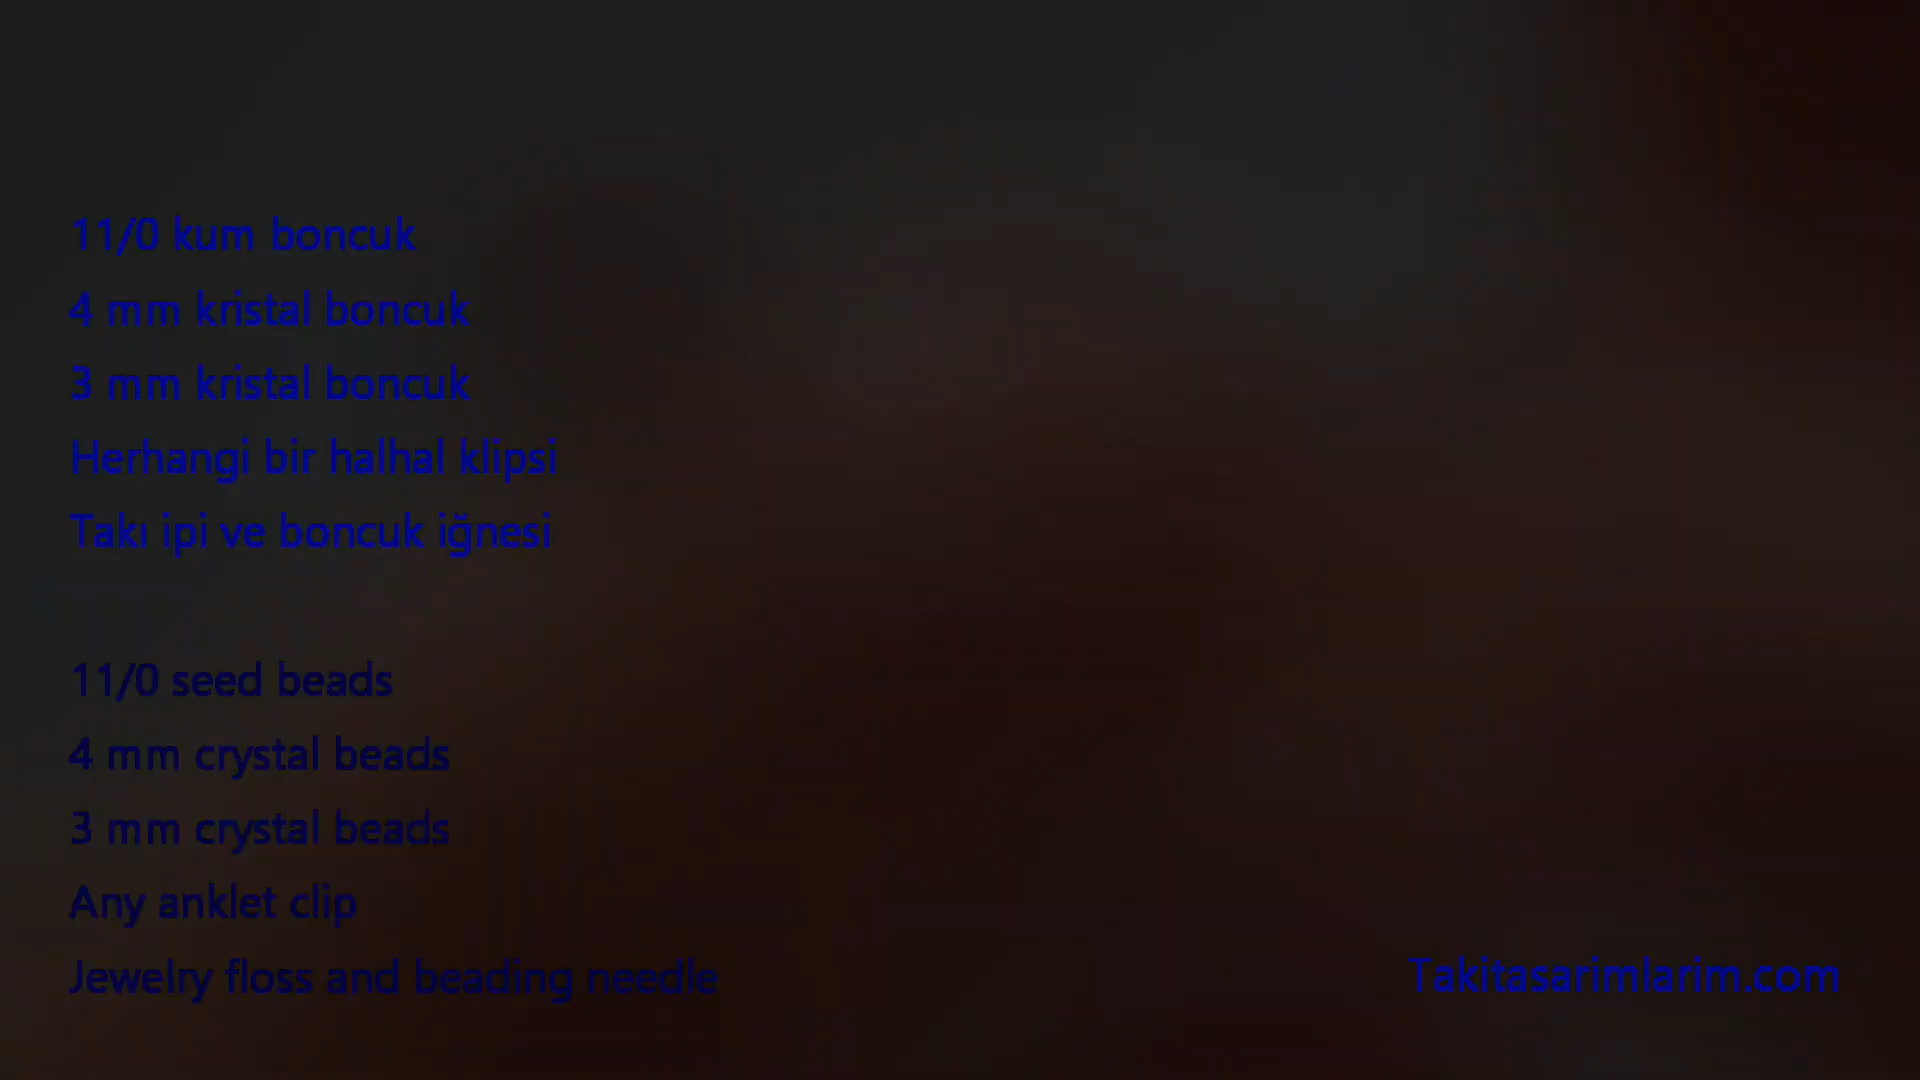 11/0 kum boncuk
4 mm kristal boncuk
3 mm kristal boncuk
Herhangi bir halhal klipsi
Takı ipi ve boncuk iğnesi
11/0 seed beads
4 mm crystal beads
3 mm crystal beads
Any anklet clip
Jewelry floss and beading needle
Takitasarimlarim.com